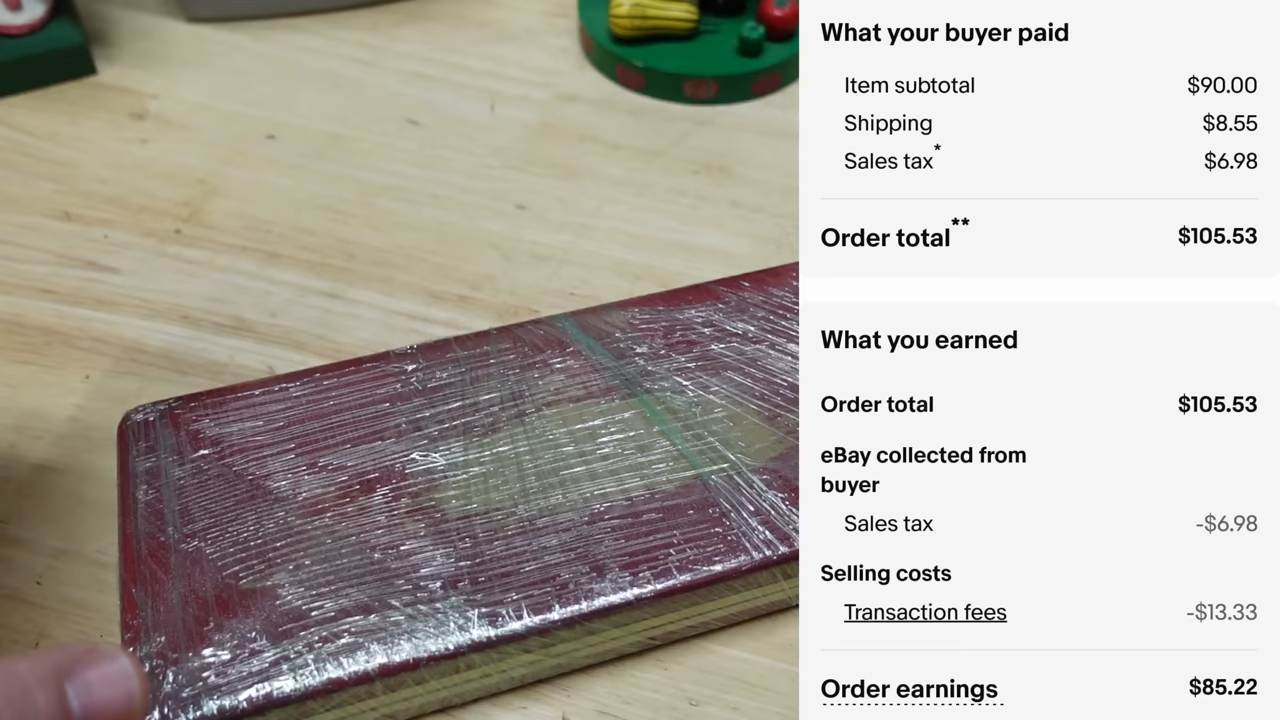 What your buyer paid
Item subtotal $90.00
Shipping $8.55
Sales tax* $6.98
Order total** $105.53
What you earned
Order total $105.53
eBay collected from
buyer
Sales tax -$6.98
Selling costs
Transaction fees -$13.33
Order earnings $85.22